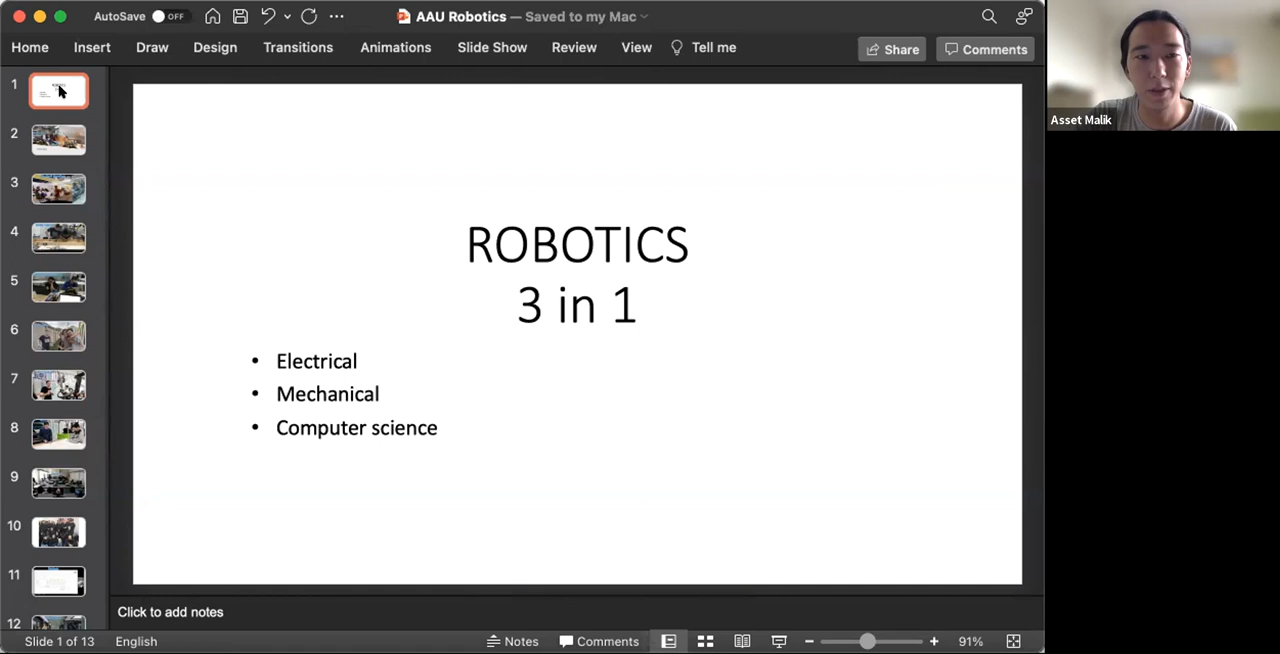 AutoSave OFF
AAU Robotics — Saved to my Mac
Home Insert Draw Design Transitions Animations Slide Show Review View Tell me Share Comments
1
2
3
4
5
6
7
8
9
10
11
12
ROBOTICS
3 in 1
• Electrical
• Mechanical
• Computer science
Click to add notes
Slide 1 of 13 English Notes Comments 91%
Asset Malik